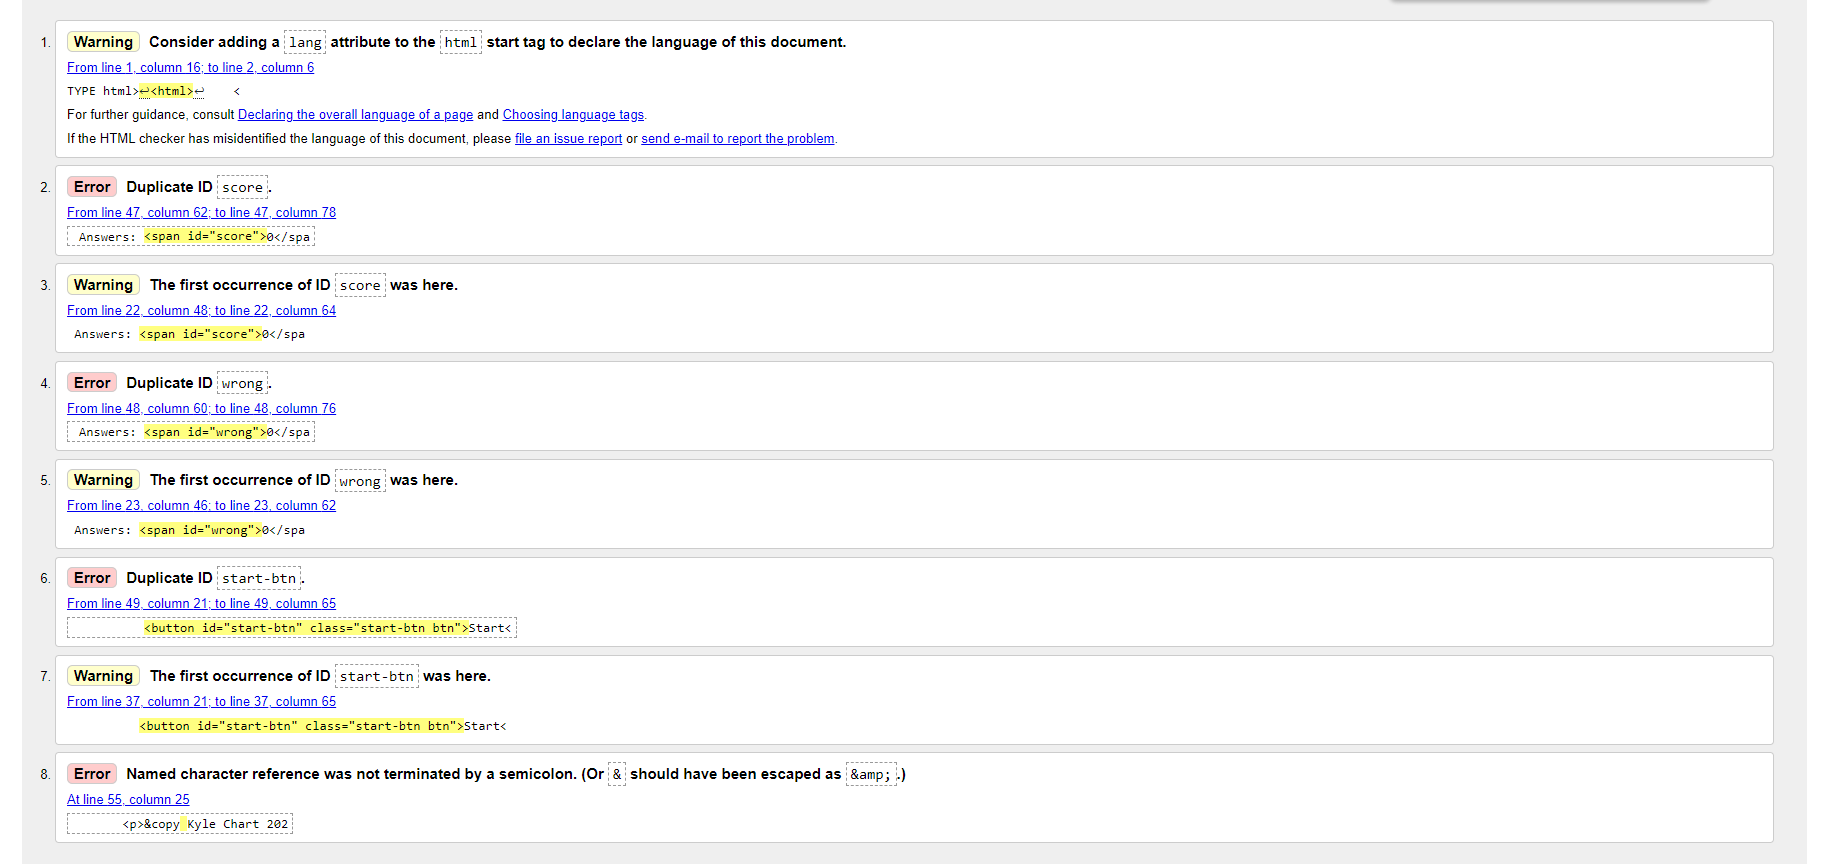 1. Warning Consider adding a lang attribute to the html start tag to declare the language of this document.
From line 1, column 16; to line 2, column 6
TYPE html>↩<html>↩    <
For further guidance, consult Declaring the overall language of a page and Choosing language tags.
If the HTML checker has misidentified the language of this document, please file an issue report or send e-mail to report the problem.
2. Error Duplicate ID score.
From line 47, column 62; to line 47, column 78
Answers: <span id="score">0</spa
3. Warning The first occurrence of ID score was here.
From line 22, column 48; to line 22, column 64
Answers: <span id="score">0</spa
4. Error Duplicate ID wrong.
From line 48, column 60; to line 48, column 76
Answers: <span id="wrong">0</spa
5. Warning The first occurrence of ID wrong was here.
From line 23, column 46; to line 23, column 62
Answers: <span id="wrong">0</spa
6. Error Duplicate ID start-btn.
From line 49, column 21; to line 49, column 65
<button id="start-btn" class="start-btn btn">Start<
7. Warning The first occurrence of ID start-btn was here.
From line 37, column 21; to line 37, column 65
<button id="start-btn" class="start-btn btn">Start<
8. Error Named character reference was not terminated by a semicolon. (Or & should have been escaped as &amp;.)
At line 55, column 25
<p>&copy Kyle Chart 202